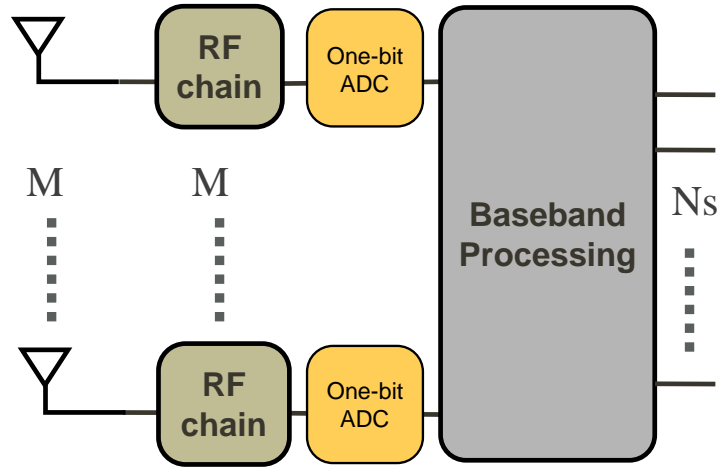 RF
chain
One-bit
ADC
M
M
Baseband
Processing
Ns
RF
chain
One-bit
ADC